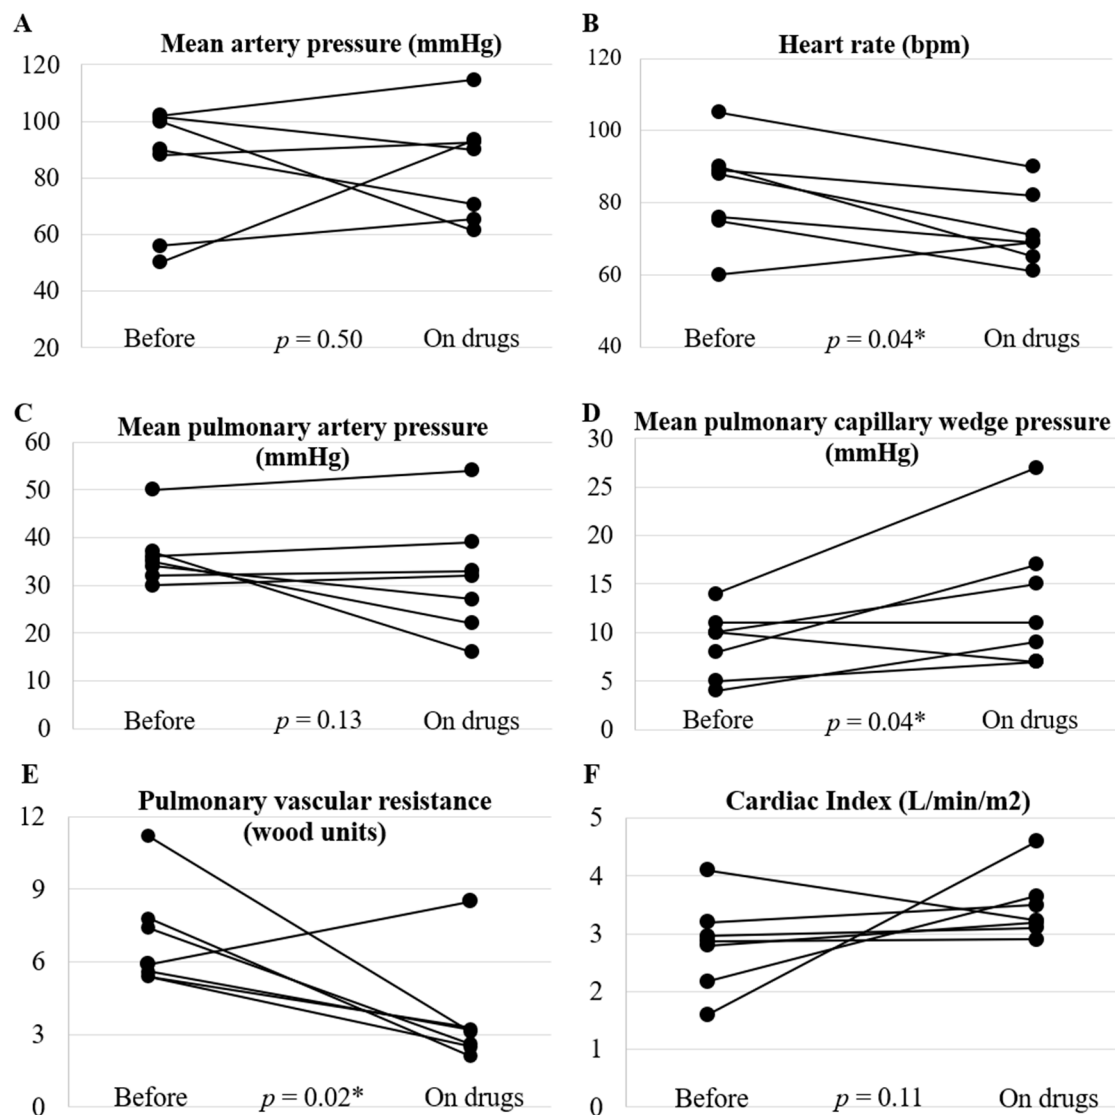 A
Mean artery pressure (mmHg)
120
100
80
60
40
20
Before
p = 0.50
On drugs
B
Heart rate (bpm)
120
100
80
60
40
Before
p = 0.04*
On drugs
C
Mean pulmonary artery pressure
(mmHg)
60
50
40
30
20
10
0
Before
p = 0.13
On drugs
D
Mean pulmonary capillary wedge pressure
(mmHg)
30
25
20
15
10
5
0
Before
p = 0.04*
On drugs
E
Pulmonary vascular resistance
(wood units)
12
9
6
3
0
Before
p = 0.02*
On drugs
F
Cardiac Index (L/min/m2)
5
4
3
2
1
0
Before
p = 0.11
On drugs